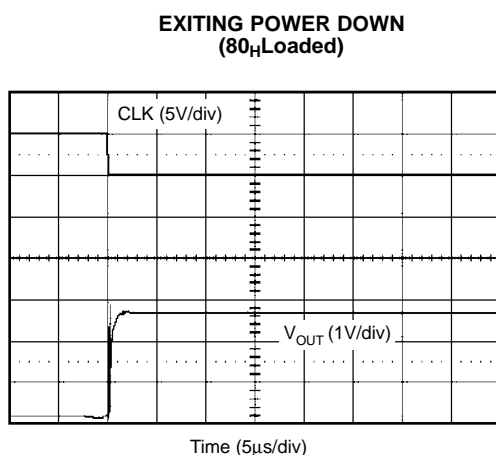 EXITING POWER DOWN
(80HLoaded)
CLK (5V/div)
VOUT (1V/div)
Time (5μs/div)